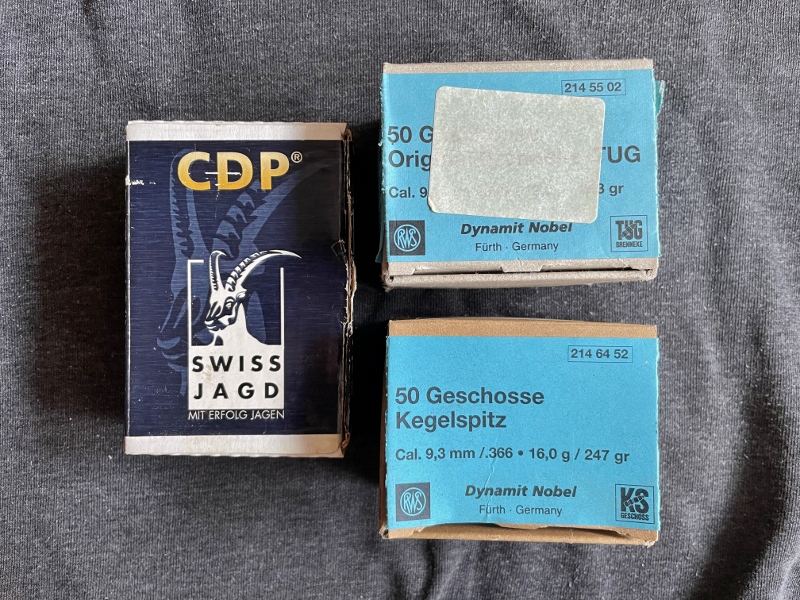 CDP®
SWISS
JAGD
MIT ERFOLG JAGEN
214 55 02
50
TUG
Cal. 9
3 gr
RWS
Dynamit Nobel
Fürth · Germany
TUG
BRENNEKE
214 64 52
50 Geschosse
Kegelspitz
Cal. 9,3 mm /.366 • 16,0 g / 247 gr
RWS
Dynamit Nobel
Fürth · Germany
KS
GESCHOSS